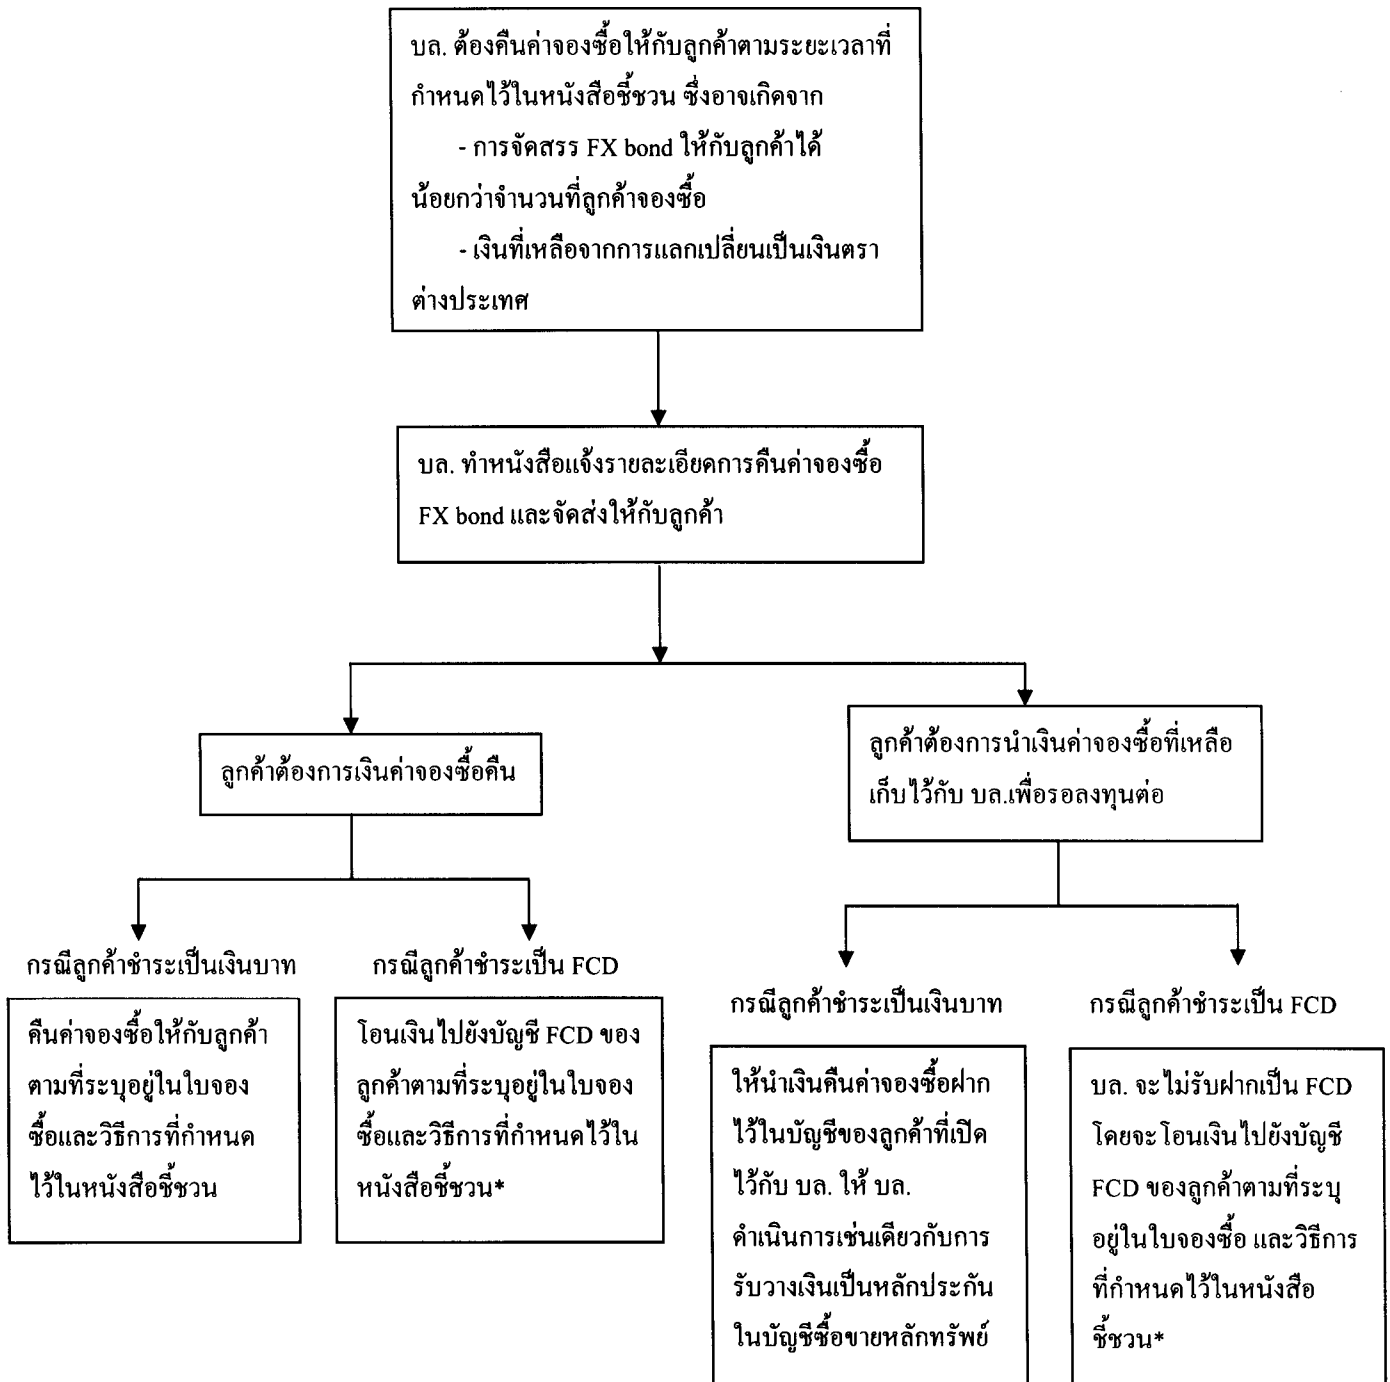 บล. ต้องคืนค่าจองซื้อให้กับลูกค้าตามระยะเวลาที่
กำหนดไว้ในหนังสือชี้ชวน ซึ่งอาจเกิดจาก
- การจัดสรร FX bond ให้กับลูกค้าได้
น้อยกว่าจำนวนที่ลูกค้าจองซื้อ
- เงินที่เหลือจากการแลกเปลี่ยนเป็นเงินตรา
ต่างประเทศ
บล. ทำหนังสือแจ้งรายละเอียดการคืนค่าจองซื้อ
FX bond และจัดส่งให้กับลูกค้า
ลูกค้าต้องการเงินค่าจองซื้อคืน
ลูกค้าต้องการนำเงินค่าจองซื้อที่เหลือ
เก็บไว้กับ บล.เพื่อรอลงทุนต่อ
กรณีลูกค้าชำระเป็นเงินบาท
คืนค่าจองซื้อให้กับลูกค้า
ตามที่ระบุอยู่ในใบจอง
ซื้อและวิธีการที่กำหนด
ไว้ในหนังสือชี้ชวน
กรณีลูกค้าชำระเป็น FCD
โอนเงินไปยังบัญชี FCD ของ
ลูกค้าตามที่ระบุอยู่ในใบจอง
ซื้อและวิธีการที่กำหนดไว้ใน
หนังสือชี้ชวน*
กรณีลูกค้าชำระเป็นเงินบาท
ให้นำเงินคืนค่าจองซื้อฝาก
ไว้ในบัญชีของลูกค้าที่เปิด
ไว้กับ บล. ให้ บล.
ดำเนินการเช่นเดียวกับการ
รับวางเงินเป็นหลักประกัน
ในบัญชีซื้อขายหลักทรัพย์
กรณีลูกค้าชำระเป็น FCD
บล. จะไม่รับฝากเป็น FCD
โดยจะโอนเงินไปยังบัญชี
FCD ของลูกค้าตามที่ระบุ
อยู่ในใบจองซื้อ และวิธีการ
ที่กำหนดไว้ในหนังสือ
ชี้ชวน*